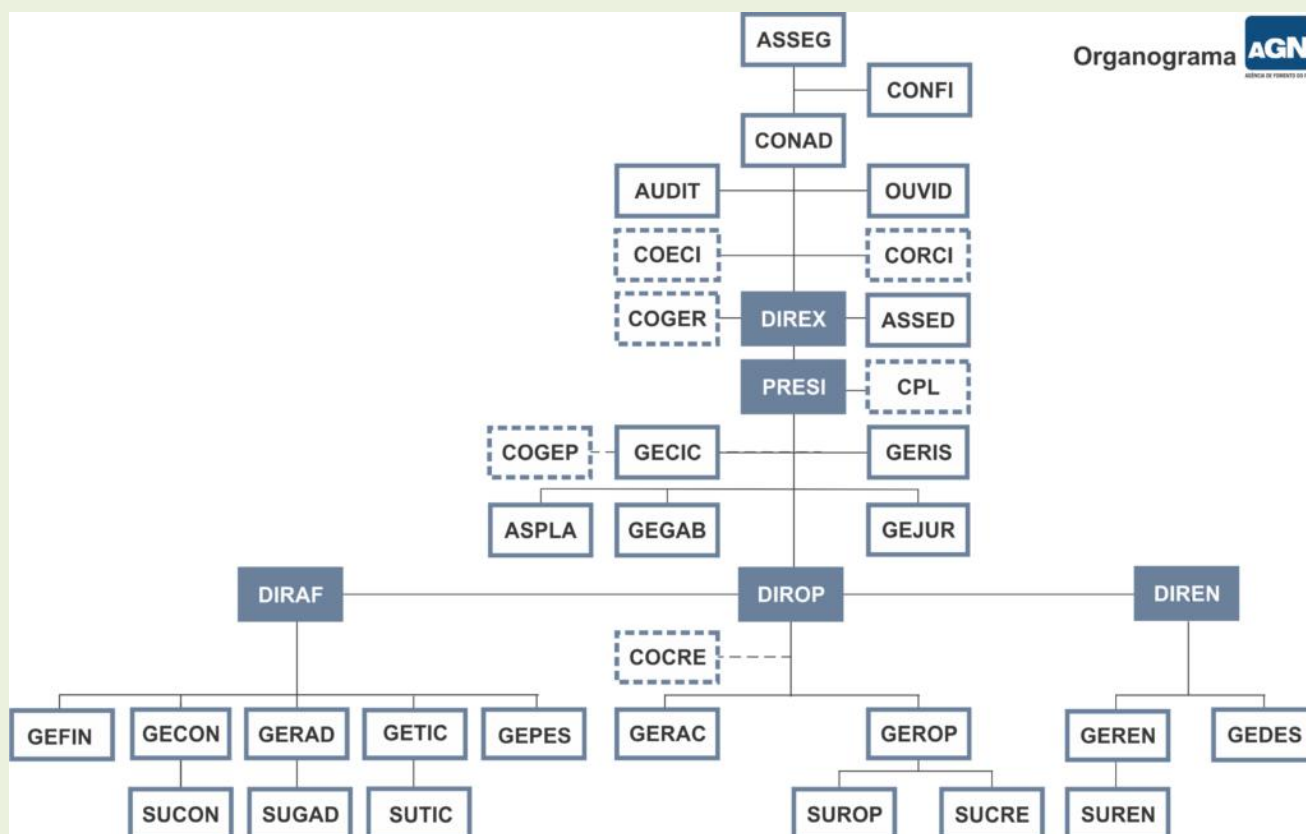 ASSEG
Organograma AGN
CONFI
CONAD
AUDIT
OUVID
COECI
CORCI
COGER
DIREX
ASSED
PRESI
CPL
COGEP
GECIC
GERIS
ASPLA
GEGAB
GEJUR
DIRAF
DIROP
DIREN
COCRE
GEFIN
GECON
GERAD
GETIC
GEPES
GERAC
GEROP
GEREN
GEDES
SUCON
SUGAD
SUTIC
SUROP
SUCRE
SUREN